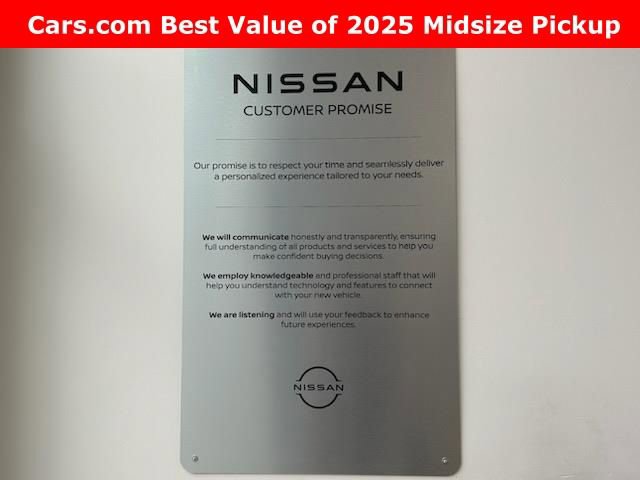 Cars.com Best Value of 2025 Midsize Pickup
NISSAN
CUSTOMER PROMISE
Our promise is to respect your time and seamlessly deliver
a personalized experience tailored to your needs.
We will communicate honestly and transparently, ensuring
full understanding of all products and services to help you
make confident buying decisions.
We employ knowledgeable and professional staff that will
help you understand technology and features to connect
with your new vehicle.
We are listening and will use your feedback to enhance
future experiences.
NISSAN